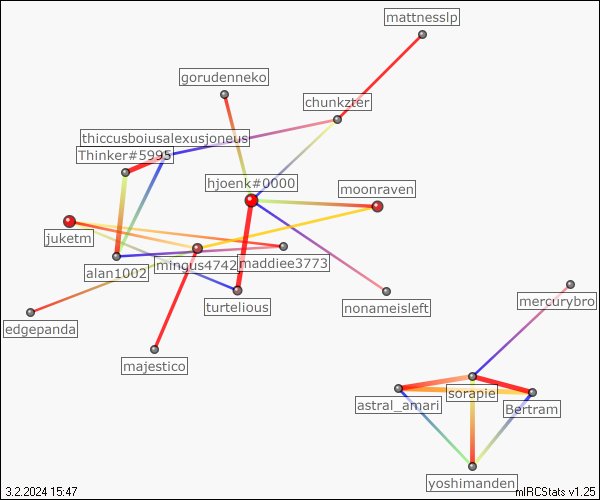 mattnesslp
gorudenneko
chunkzter
thiccusboiusalexusjoneus
Thinker#5995
hjoenk#0000
moonraven
juketm
mingus4742
maddiee3773
alan1002
turtelious
nonameisleft
mercurybro
edgepanda
majestico
sorapie
astral_amari
Bertram
yoshimanden
3.2.2024 15:47
mIRCStats v1.25